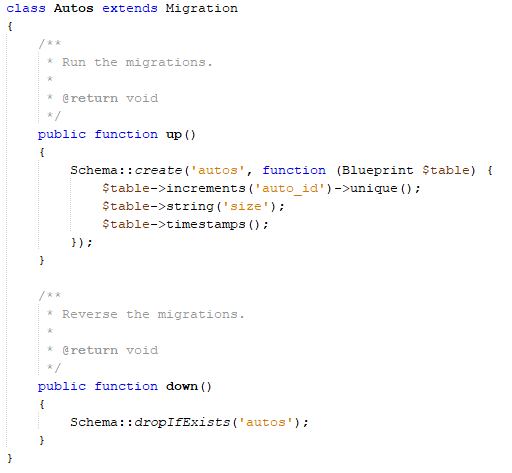 class Autos extends Migration
{
    /**
     * Run the migrations.
     *
     * @return void
     */
    public function up()
    {
        Schema::create('autos', function (Blueprint $table) {
            $table->increments('auto_id')->unique();
            $table->string('size');
            $table->timestamps();
        });
    }

    /**
     * Reverse the migrations.
     *
     * @return void
     */
    public function down()
    {
        Schema::dropIfExists('autos');
    }
}